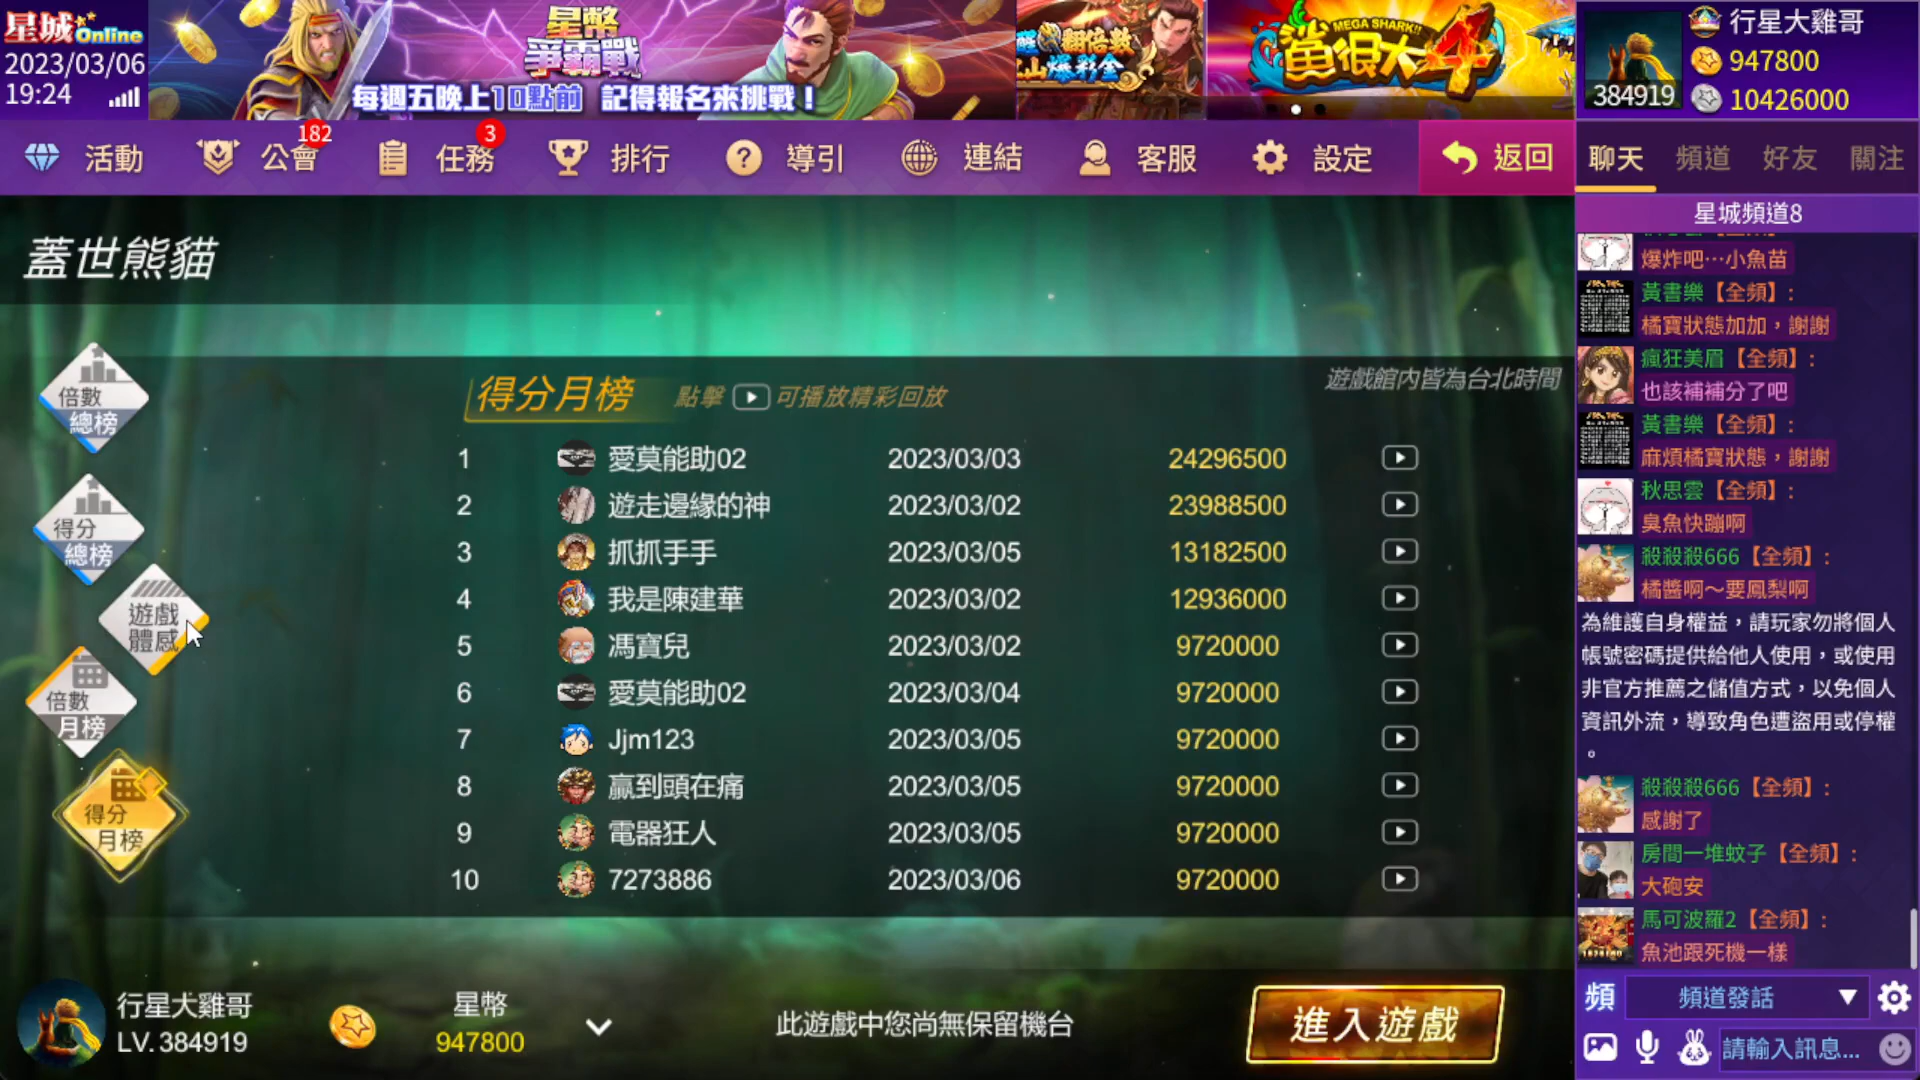 星城Online
2023/03/06
19:24
星幣
爭霸戰
每週五晚上10點前 記得報名來挑戰！
翻倍數
爆彩金
MEGA SHARK!!
鯊很大4
384919
行星大雞哥
947800
10426000
活動
公會
182
任務
3
排行
導引
連結
客服
設定
返回
聊天
頻道
好友
關注
星城頻道8
蓋世熊貓
倍數
總榜
得分
總榜
遊戲
體感
倍數
月榜
得分
月榜
得分月榜
點擊 可播放精彩回放
遊戲館內皆為台北時間
1 愛莫能助02 2023/03/03 24296500
2 遊走邊緣的神 2023/03/02 23988500
3 抓抓手手 2023/03/05 13182500
4 我是陳建華 2023/03/02 12936000
5 馮寶兒 2023/03/02 9720000
6 愛莫能助02 2023/03/04 9720000
7 Jjm123 2023/03/05 9720000
8 贏到頭在痛 2023/03/05 9720000
9 電器狂人 2023/03/05 9720000
10 7273886 2023/03/06 9720000
行星大雞哥
LV.384919
星幣
947800
此遊戲中您尚無保留機台
進入遊戲
爆炸吧…小魚苗
黃書樂【全頻】:
橘寶狀態加加，謝謝
瘋狂美眉【全頻】:
也該補補分了吧
黃書樂【全頻】:
麻煩橘寶狀態，謝謝
秋思雲【全頻】:
臭魚快蹦啊
殺殺殺666【全頻】:
橘醬啊～要鳳梨啊
為維護自身權益，請玩家勿將個人
帳號密碼提供給他人使用，或使用
非官方推薦之儲值方式，以免個人
資訊外流，導致角色遭盜用或停權
。
殺殺殺666【全頻】:
感謝了
房間一堆蚊子【全頻】:
大砲安
馬可波羅2【全頻】:
魚池跟死機一樣
頻
頻道發話
請輸入訊息...